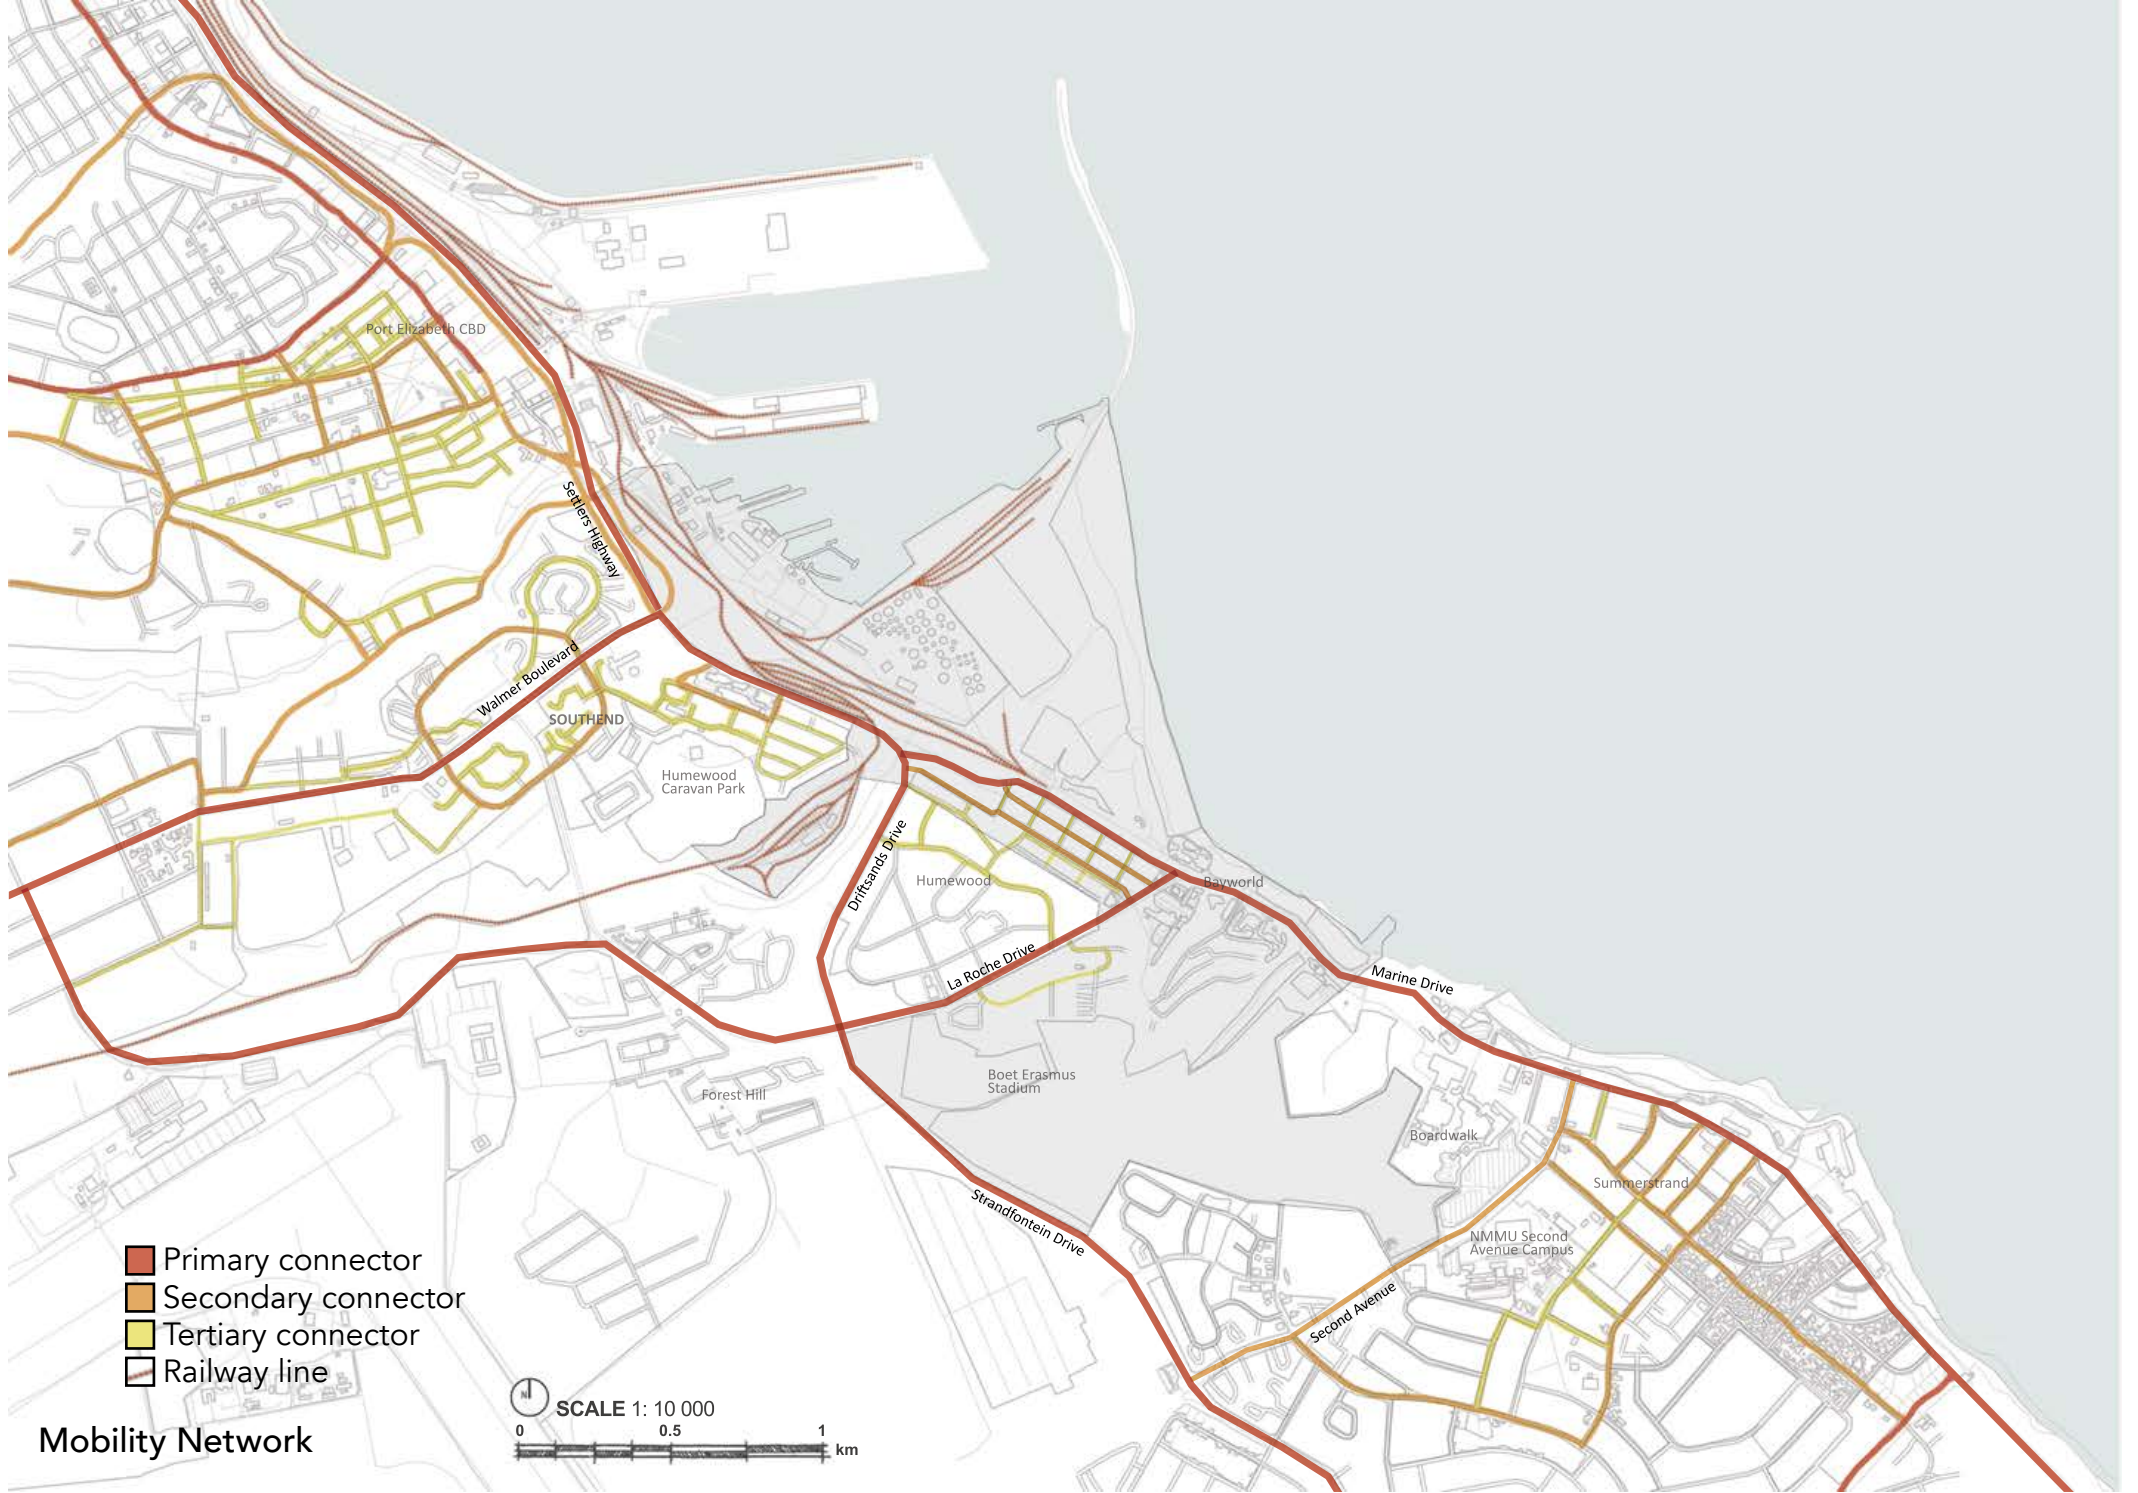 Port Elizabeth CBD
Settlers Highway
Walmer Boulevard
SOUTHEND
Humewood
Caravan Park
Driftsands Drive
Humewood
Bayworld
La Roche Drive
Marine Drive
Boet Erasmus
Stadium
Forest Hill
Boardwalk
Summerstrand
Strandfontein Drive
NMMU Second
Avenue Campus
Second Avenue
Primary connector
Secondary connector
Tertiary connector
Railway line
N
SCALE 1: 10 000
0 0.5 1
km
Mobility Network